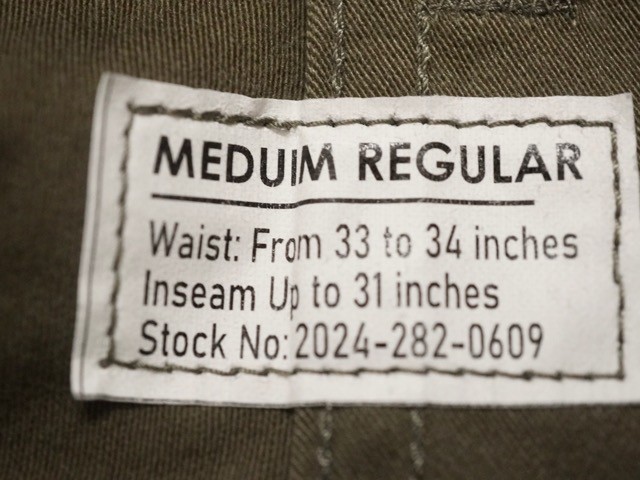 MEDUIM REGULAR
Waist: From 33 to 34 inches
Inseam Up to 31 inches
Stock No: 2024-282-0609